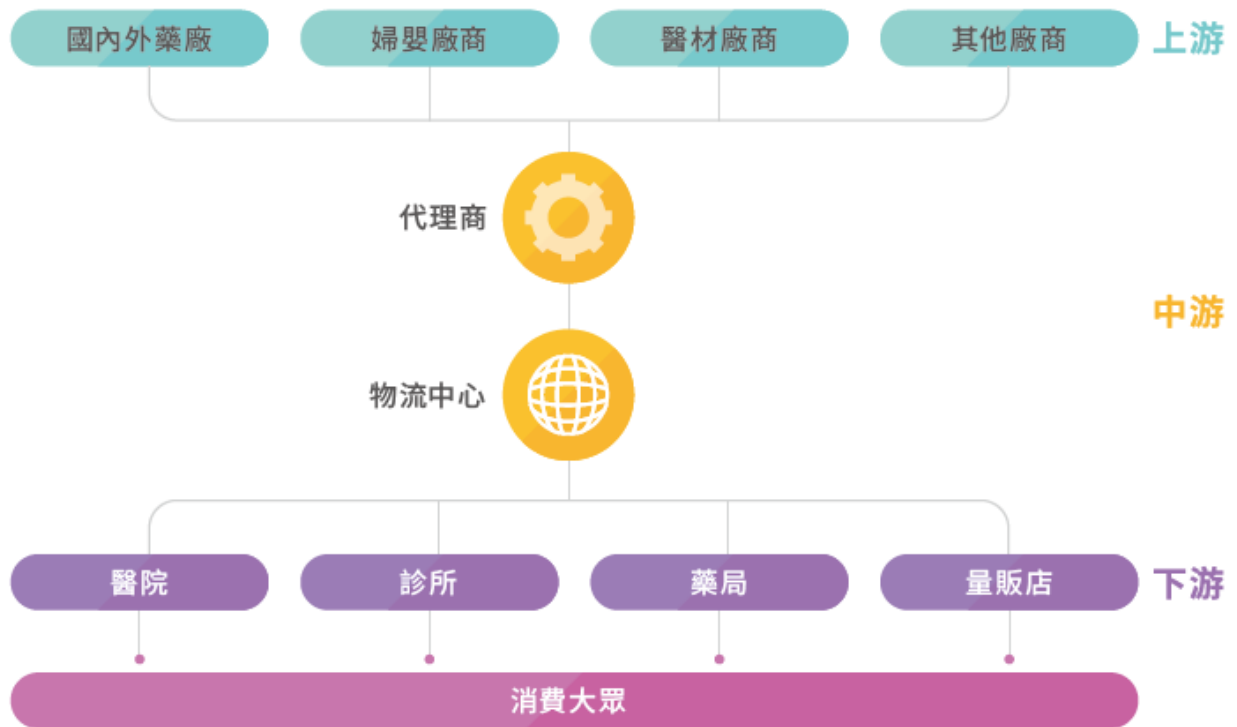 國內外藥廠
婦嬰廠商
醫材廠商
其他廠商
上游
代理商
中游
物流中心
醫院
診所
藥局
量販店
下游
消費大眾